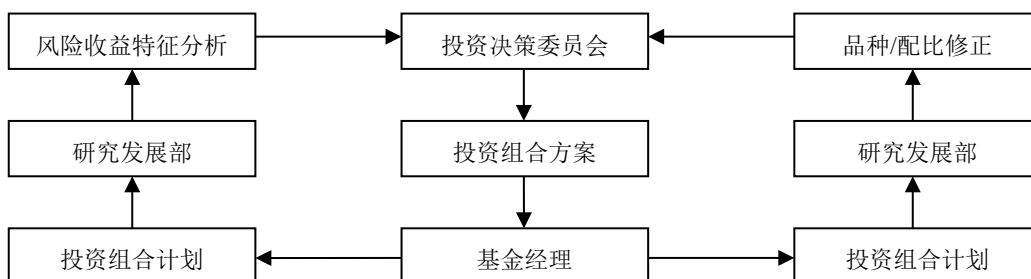 风险收益特征分析
投资决策委员会
品种/配比修正
研究发展部
投资组合方案
研究发展部
投资组合计划
基金经理
投资组合计划